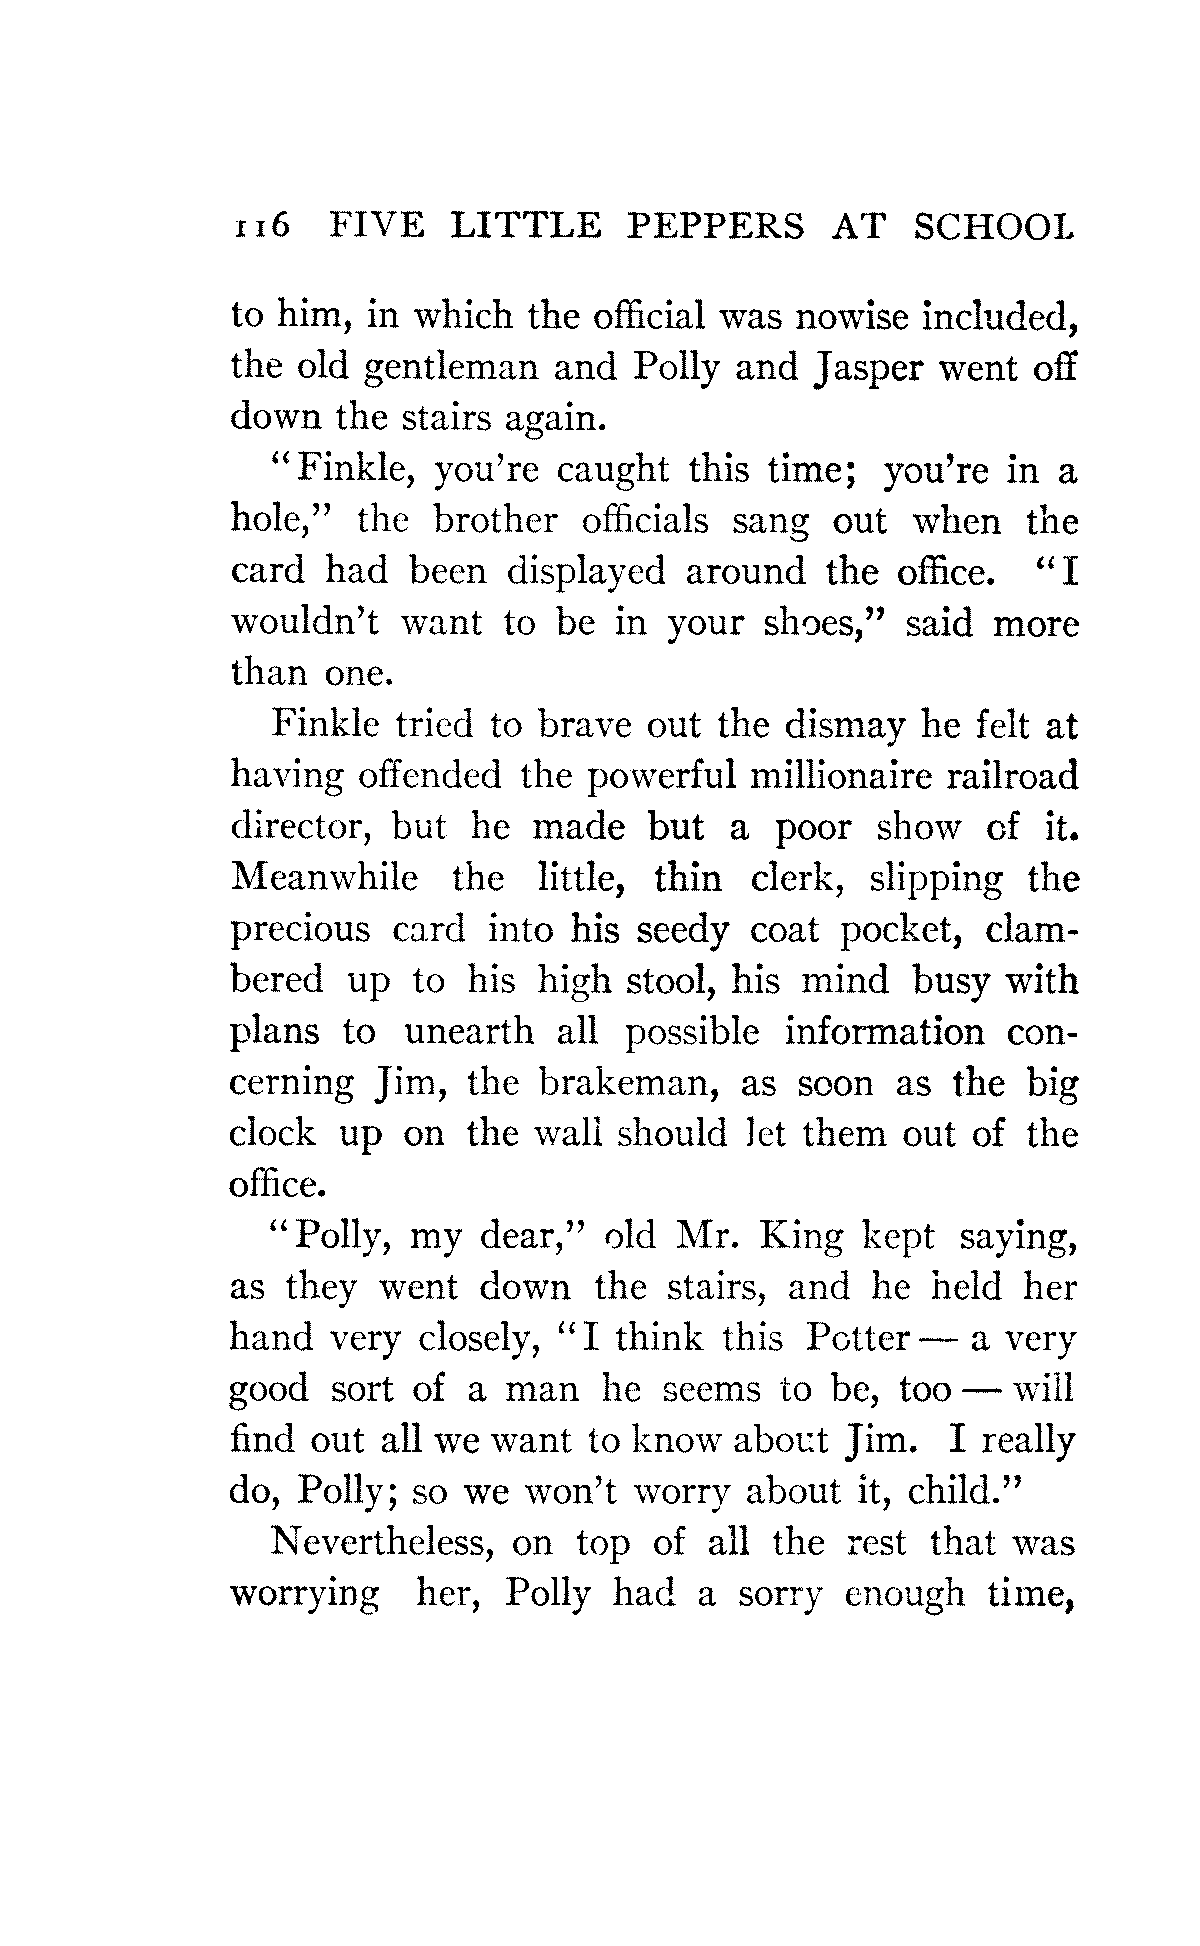 116 FIVE LITTLE PEPPERS AT SCHOOL
to him, in which the official was nowise included,
the old gentleman and Polly and Jasper went off
down the stairs again.
"Finkle, you're caught this time; you're in a
hole," the brother officials sang out when the
card had been displayed around the office. "I
wouldn't want to be in your shoes," said more
than one.
Finkle tried to brave out the dismay he felt at
having offended the powerful millionaire railroad
director, but he made but a poor show of it.
Meanwhile the little, thin clerk, slipping the
precious card into his seedy coat pocket, clam-
bered up to his high stool, his mind busy with
plans to unearth all possible information con-
cerning Jim, the brakeman, as soon as the big
clock up on the wall should let them out of the
office.
"Polly, my dear," old Mr. King kept saying,
as they went down the stairs, and he held her
hand very closely, "I think this Potter — a very
good sort of a man he seems to be, too — will
find out all we want to know about Jim. I really
do, Polly; so we won't worry about it, child."
Nevertheless, on top of all the rest that was
worrying her, Polly had a sorry enough time,